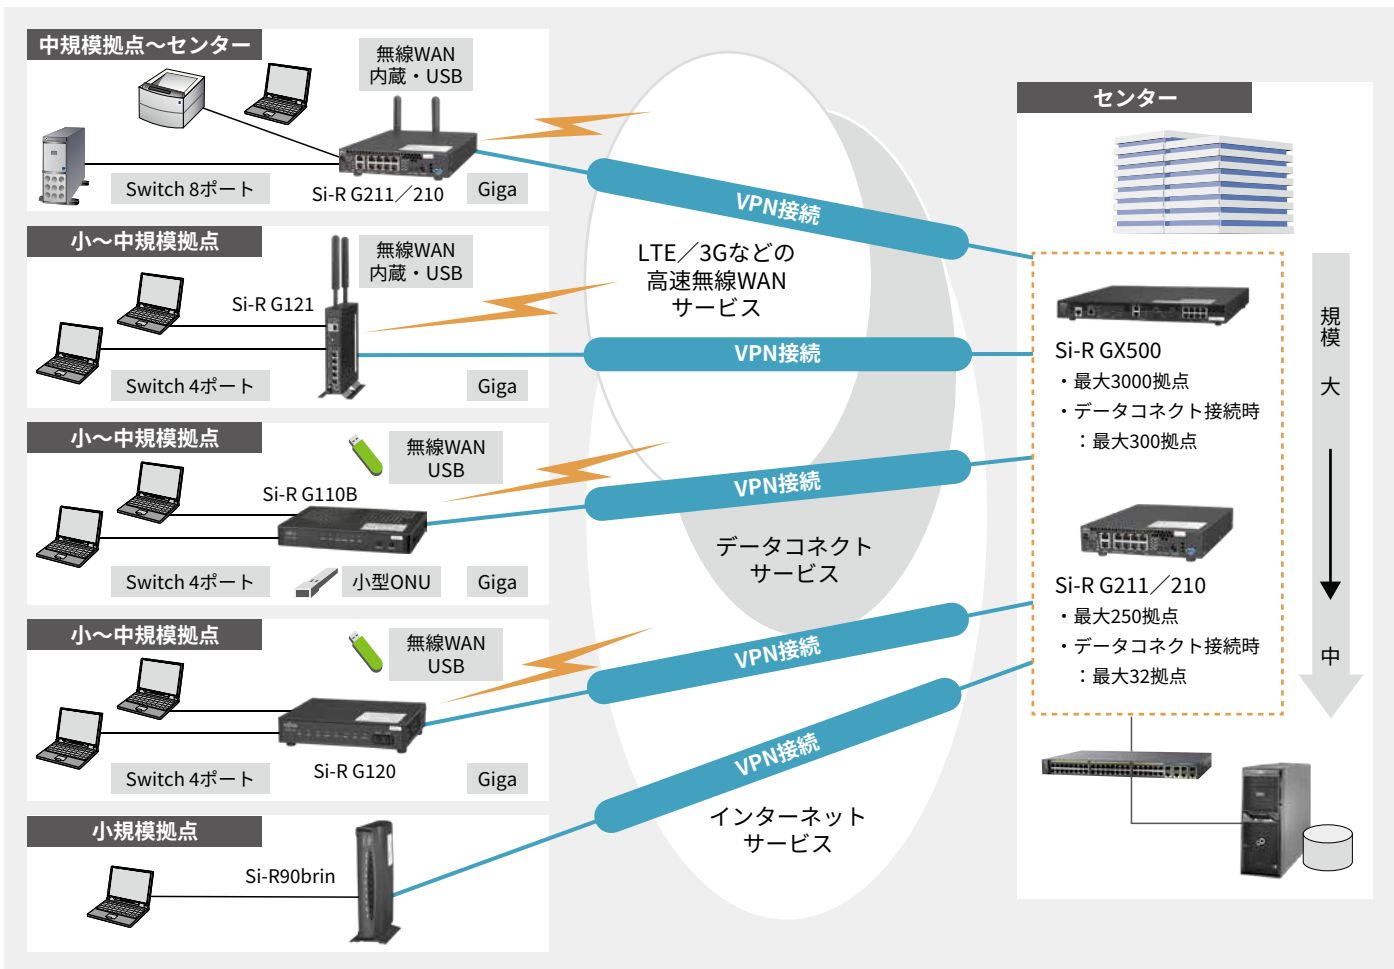 中規模拠点～センター
無線WAN
内蔵・USB
Switch 8ポート
Si-R G211／210
Giga
小～中規模拠点
無線WAN
内蔵・USB
Si-R G121
Switch 4ポート
Giga
小～中規模拠点
無線WAN
USB
Si-R G110B
Switch 4ポート
小型ONU
Giga
小～中規模拠点
無線WAN
USB
Switch 4ポート
Si-R G120
Giga
小規模拠点
Si-R90brin
VPN接続
LTE／3Gなどの
高速無線WAN
サービス
VPN接続
VPN接続
データコネクト
サービス
VPN接続
VPN接続
インターネット
サービス
センター
Si-R GX500
・最大3000拠点
・データコネクト接続時
：最大300拠点
Si-R G211／210
・最大250拠点
・データコネクト接続時
：最大32拠点
規模
大
中